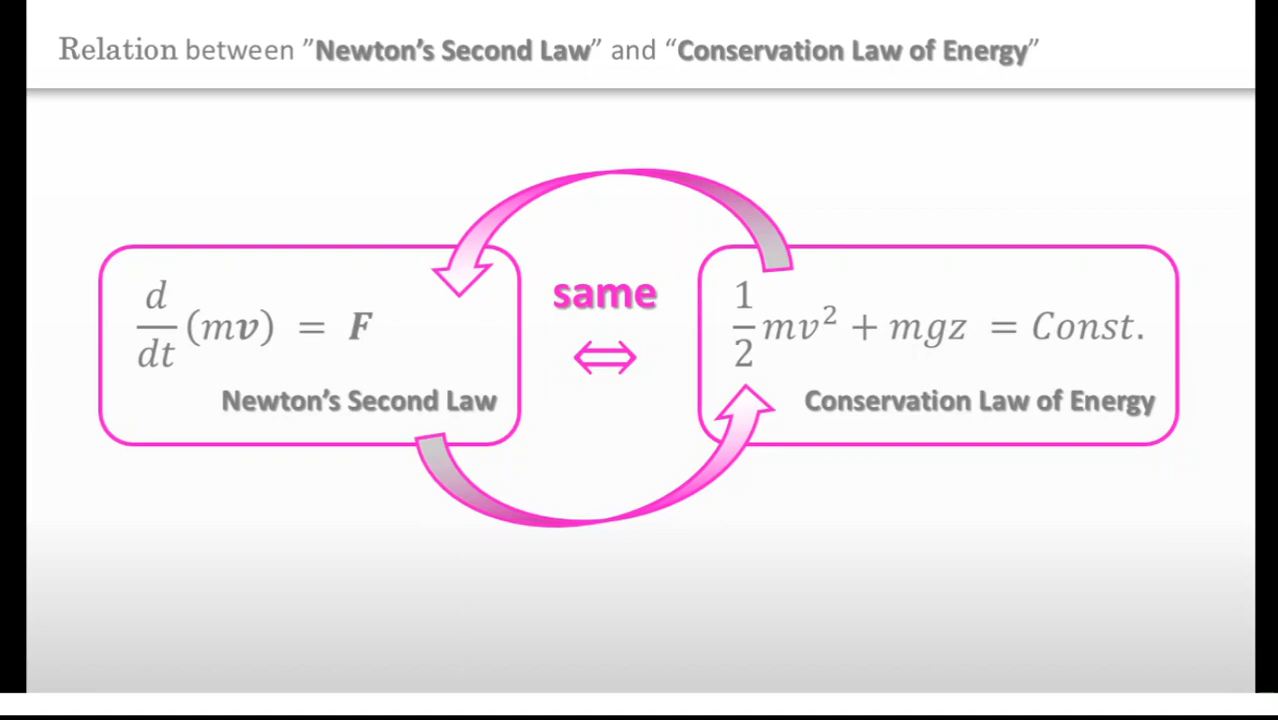 Relation between ”Newton’s Second Law” and “Conservation Law of Energy”
same
⇔
d/dt (mv) = F
Newton’s Second Law
1/2 mv² + mgz = Const.
Conservation Law of Energy